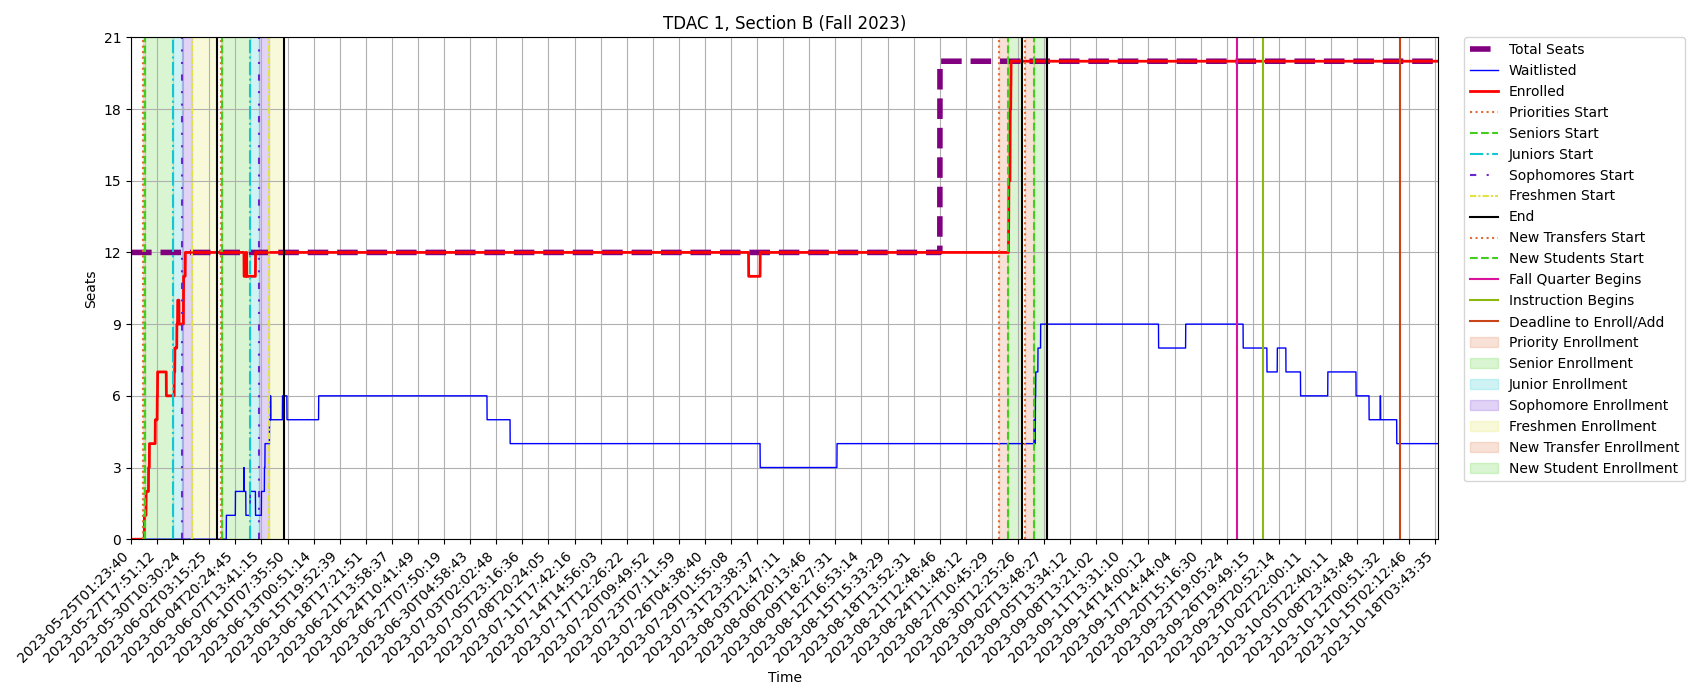 TDAC 1, Section B (Fall 2023)
Seats
21
18
15
12
9
6
3
0
2023-05-25T01:23:40
2023-05-27T17:51:12
2023-05-30T10:30:24
2023-06-02T03:15:25
2023-06-04T20:24:45
2023-06-07T13:41:15
2023-06-10T07:35:50
2023-06-13T00:51:14
2023-06-15T19:52:39
2023-06-18T17:21:51
2023-06-21T13:58:37
2023-06-24T10:41:49
2023-06-27T07:50:19
2023-06-30T04:58:43
2023-07-03T02:02:48
2023-07-05T23:16:36
2023-07-08T20:24:05
2023-07-11T17:42:16
2023-07-14T14:56:03
2023-07-17T12:26:22
2023-07-20T09:49:52
2023-07-23T07:11:59
2023-07-26T04:38:40
2023-07-29T01:55:08
2023-07-31T23:38:37
2023-08-03T21:47:11
2023-08-06T20:13:46
2023-08-09T18:27:31
2023-08-12T16:53:14
2023-08-15T15:33:29
2023-08-18T13:52:31
2023-08-21T12:48:46
2023-08-24T11:48:12
2023-08-27T10:45:29
2023-08-30T12:25:26
2023-09-02T13:48:27
2023-09-05T13:34:12
2023-09-08T13:21:02
2023-09-11T13:31:10
2023-09-14T14:00:12
2023-09-17T14:44:04
2023-09-20T15:16:30
2023-09-23T19:05:24
2023-09-26T19:49:15
2023-09-29T20:52:14
2023-10-02T22:00:11
2023-10-05T22:40:11
2023-10-08T23:43:48
2023-10-12T00:51:32
2023-10-15T02:12:46
2023-10-18T03:43:35
Time
Total Seats
Waitlisted
Enrolled
Priorities Start
Seniors Start
Juniors Start
Sophomores Start
Freshmen Start
End
New Transfers Start
New Students Start
Fall Quarter Begins
Instruction Begins
Deadline to Enroll/Add
Priority Enrollment
Senior Enrollment
Junior Enrollment
Sophomore Enrollment
Freshmen Enrollment
New Transfer Enrollment
New Student Enrollment